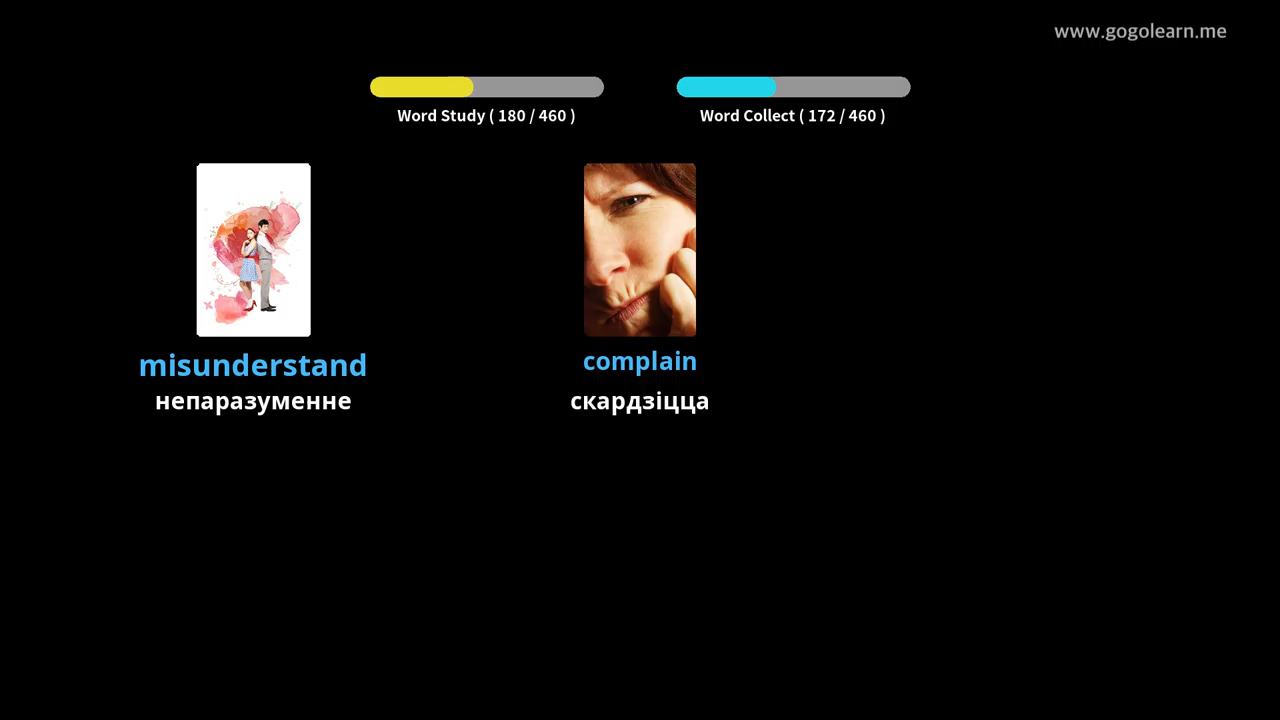 www.gogolearn.me
Word Study ( 180 / 460 )
Word Collect ( 172 / 460 )
misunderstand
непаразуменне
complain
скардзіцца